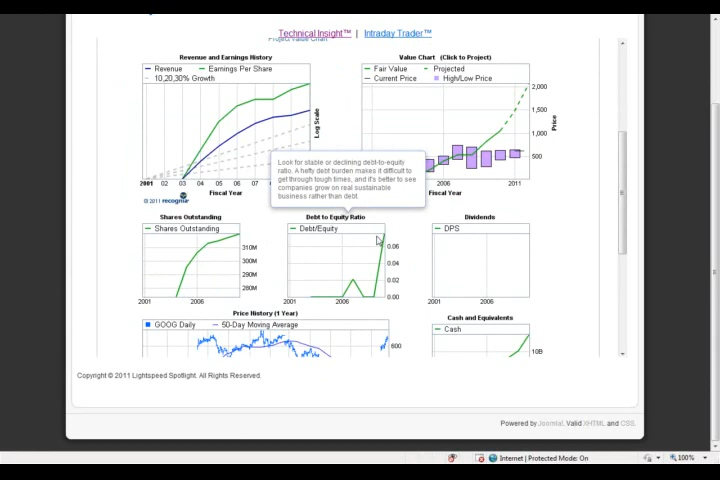 Technical Insight™ | Intraday Trader™
Project Value Chart
Revenue and Earnings History
Revenue
Earnings Per Share
10,20,30% Growth
Log Scale
2001 02 03 04 05 06 07
Fiscal Year
© 2011 recognia
Value Chart (Click to Project)
Fair Value
Projected
Current Price
High/Low Price
2,000
1,500
1,000
500
Price
2006
2011
Fiscal Year
Look for stable or declining debt-to-equity
ratio. A hefty debt burden makes it difficult to
get through tough times, and it's better to see
companies grow on real sustainable
business rather than debt.
Shares Outstanding
Shares Outstanding
310M
300M
290M
280M
2001
2006
Debt to Equity Ratio
Debt/Equity
0.06
0.04
0.02
0.00
2001
2006
Dividends
DPS
2001
2006
Price History (1 Year)
GOOG Daily
50-Day Moving Average
600
Cash and Equivalents
Cash
10B
Copyright © 2011 Lightspeed Spotlight. All Rights Reserved.
Powered by Joomla!. Valid XHTML and CSS.
Internet | Protected Mode: On
100%